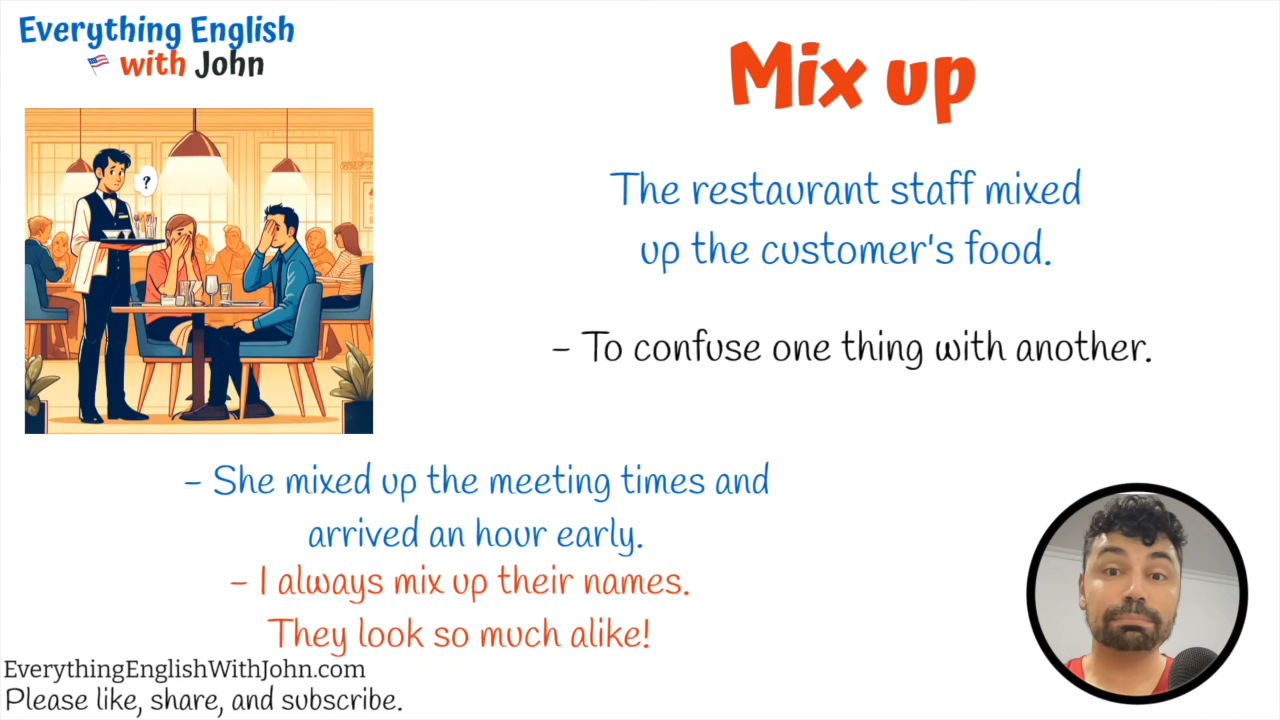 Everything English
with John
Mix up
?
The restaurant staff mixed
up the customer's food.
- To confuse one thing with another.
- She mixed up the meeting times and
arrived an hour early.
- I always mix up their names.
They look so much alike!
EverythingEnglishWithJohn.com
Please like, share, and subscribe.